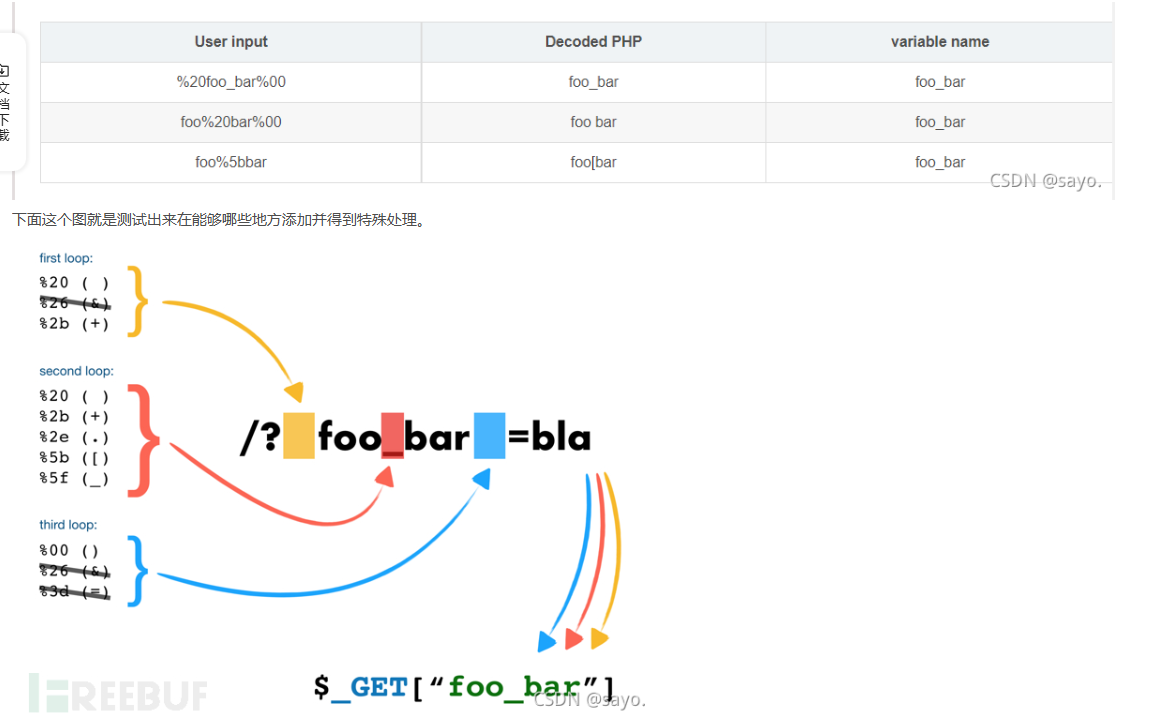 User input Decoded PHP variable name
%20foo_bar%00 foo_bar foo_bar
foo%20bar%00 foo bar foo_bar
foo%5bbar foo[bar foo_bar
CSDN @sayo.
文
档
下
载
下面这个图就是测试出来在能够哪些地方添加并得到特殊处理。
first loop:
%20 ( )
%26 (&)
%2b (+)
second loop:
%20 ( )
%2b (+)
%2e (.)
%5b ([)
%5f (_)
/? foo_bar =bla
third loop:
%00 ()
%26 (&)
%3d (=)
$_GET["foo_bar"]
CSDN @sayo.
FREEBUF